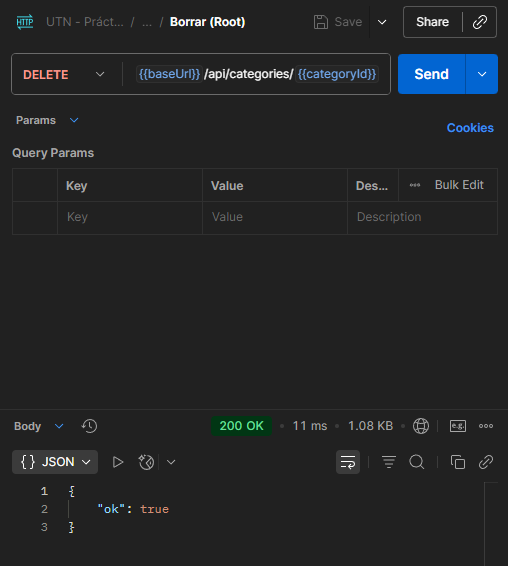 HTTP UTN - Práct... / ... / Borrar (Root) Save Share
DELETE {{baseUrl}}/api/categories/{{categoryId}} Send
Params
Cookies
Query Params
Key Value Des... ••• Bulk Edit
Key Value Description
Body 200 OK • 11 ms • 1.08 KB • e.g. •••
{} JSON
1 {
2 "ok": true
3 }